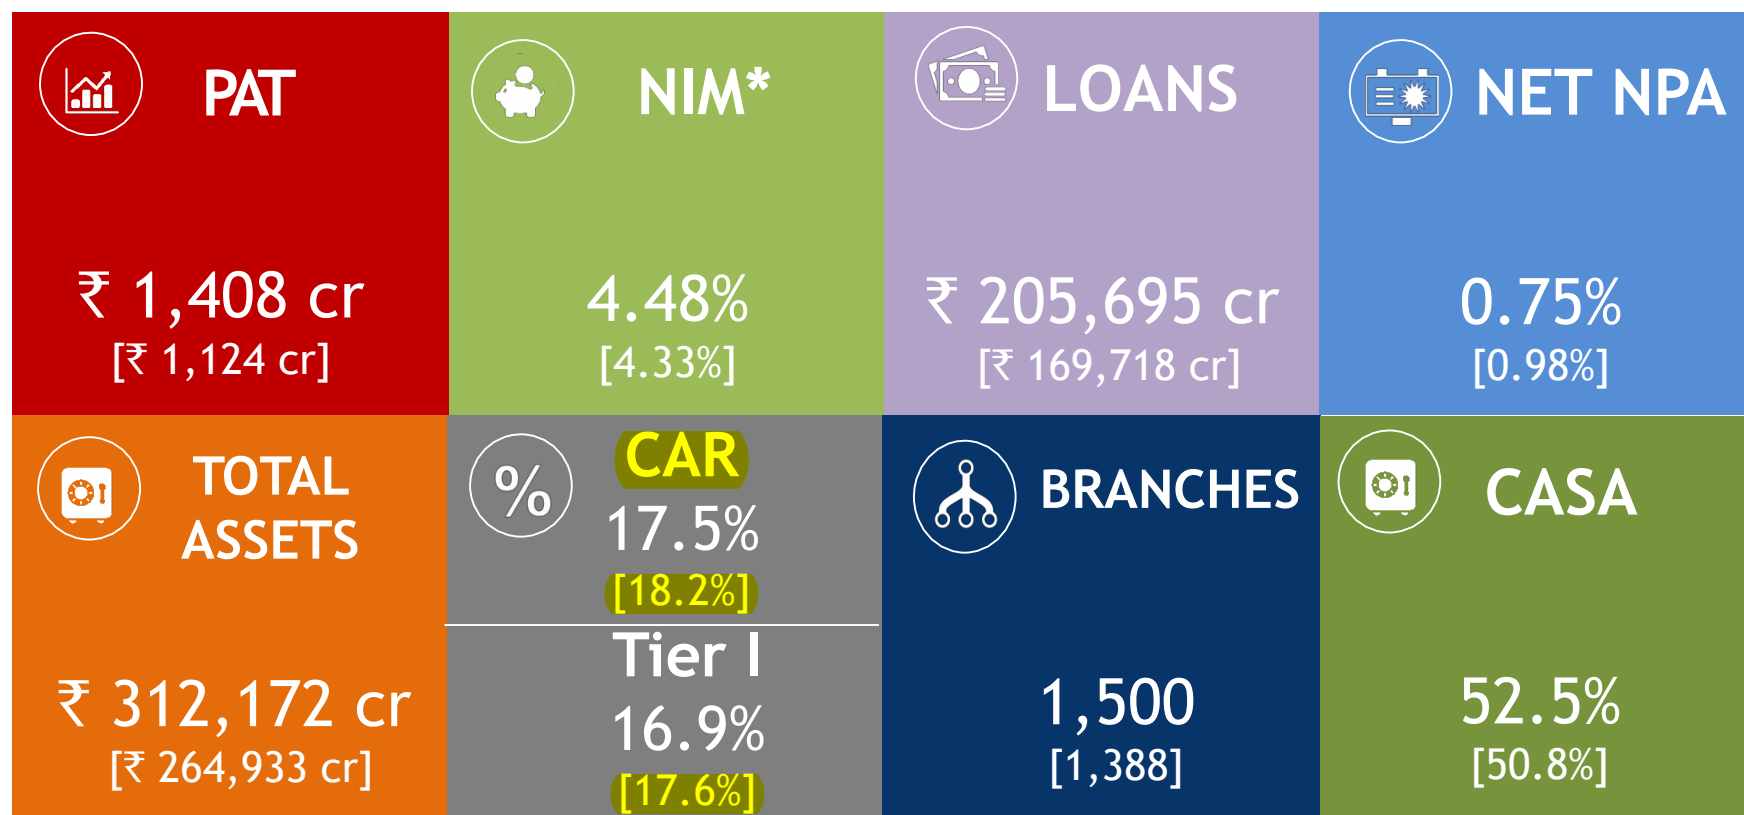 PAT
₹ 1,408 cr
[₹ 1,124 cr]
NIM*
4.48%
[4.33%]
LOANS
₹ 205,695 cr
[₹ 169,718 cr]
NET NPA
0.75%
[0.98%]
TOTAL
ASSETS
₹ 312,172 cr
[₹ 264,933 cr]
%
CAR
17.5%
[18.2%]
Tier I
16.9%
[17.6%]
BRANCHES
1,500
[1,388]
CASA
52.5%
[50.8%]